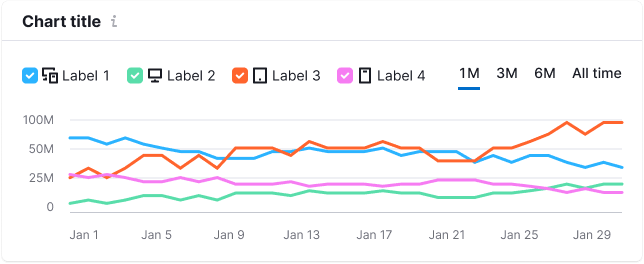 Chart title
Label 1 Label 2 Label 3 Label 4 1M 3M 6M All time
100M
50M
25M
0
Jan 1 Jan 5 Jan 9 Jan 13 Jan 17 Jan 21 Jan 25 Jan 29